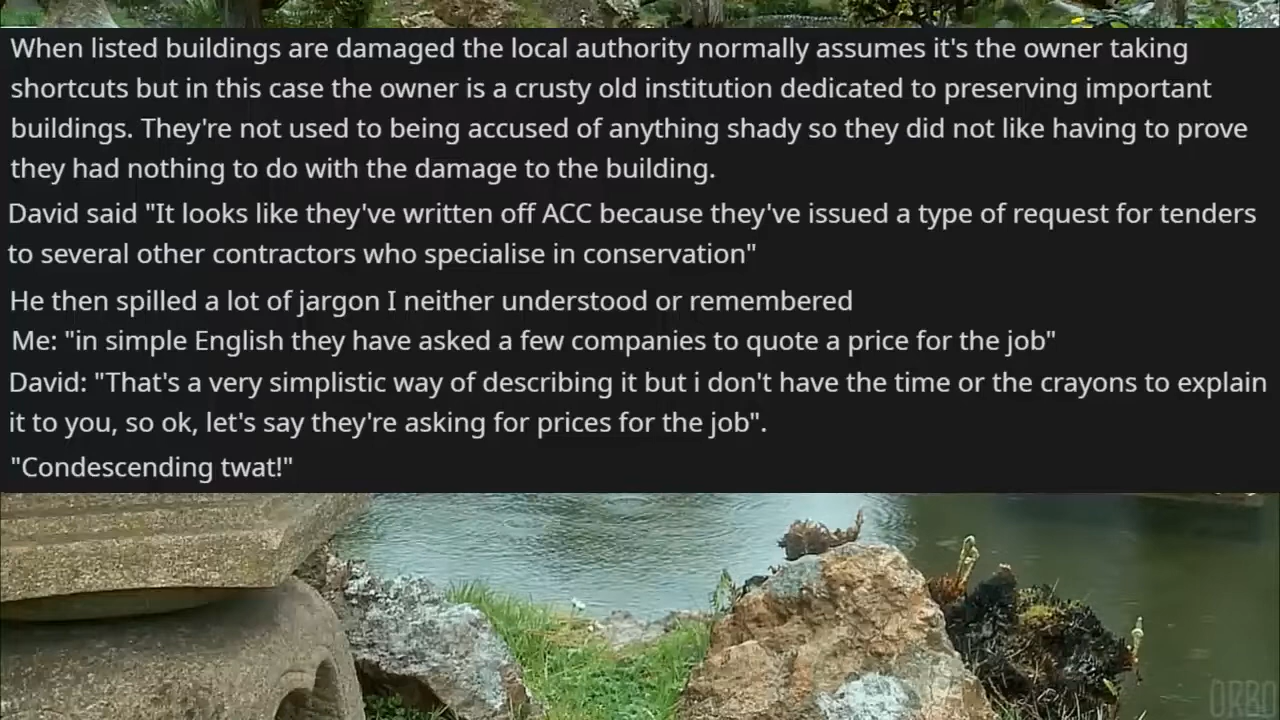 When listed buildings are damaged the local authority normally assumes it's the owner taking
shortcuts but in this case the owner is a crusty old institution dedicated to preserving important
buildings. They're not used to being accused of anything shady so they did not like having to prove
they had nothing to do with the damage to the building.
David said "It looks like they've written off ACC because they've issued a type of request for tenders
to several other contractors who specialise in conservation"
He then spilled a lot of jargon I neither understood or remembered
Me: "in simple English they have asked a few companies to quote a price for the job"
David: "That's a very simplistic way of describing it but i don't have the time or the crayons to explain
it to you, so ok, let's say they're asking for prices for the job".
"Condescending twat!"
ORBO